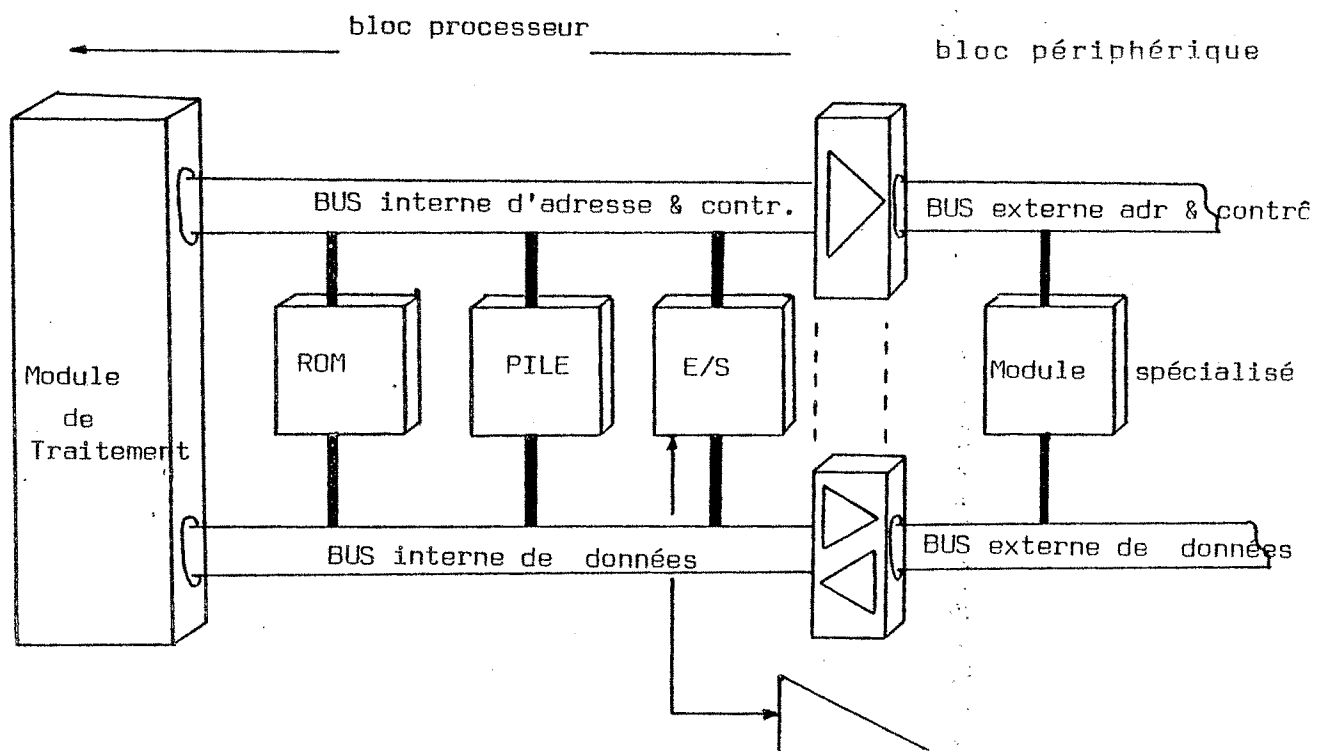 bloc processeur
bloc périphérique
BUS interne d'adresse & contr.
BUS externe adr & contrô
ROM
PILE
E/S
Module spécialisé
Module
de
Traitement
BUS interne de données
BUS externe de données